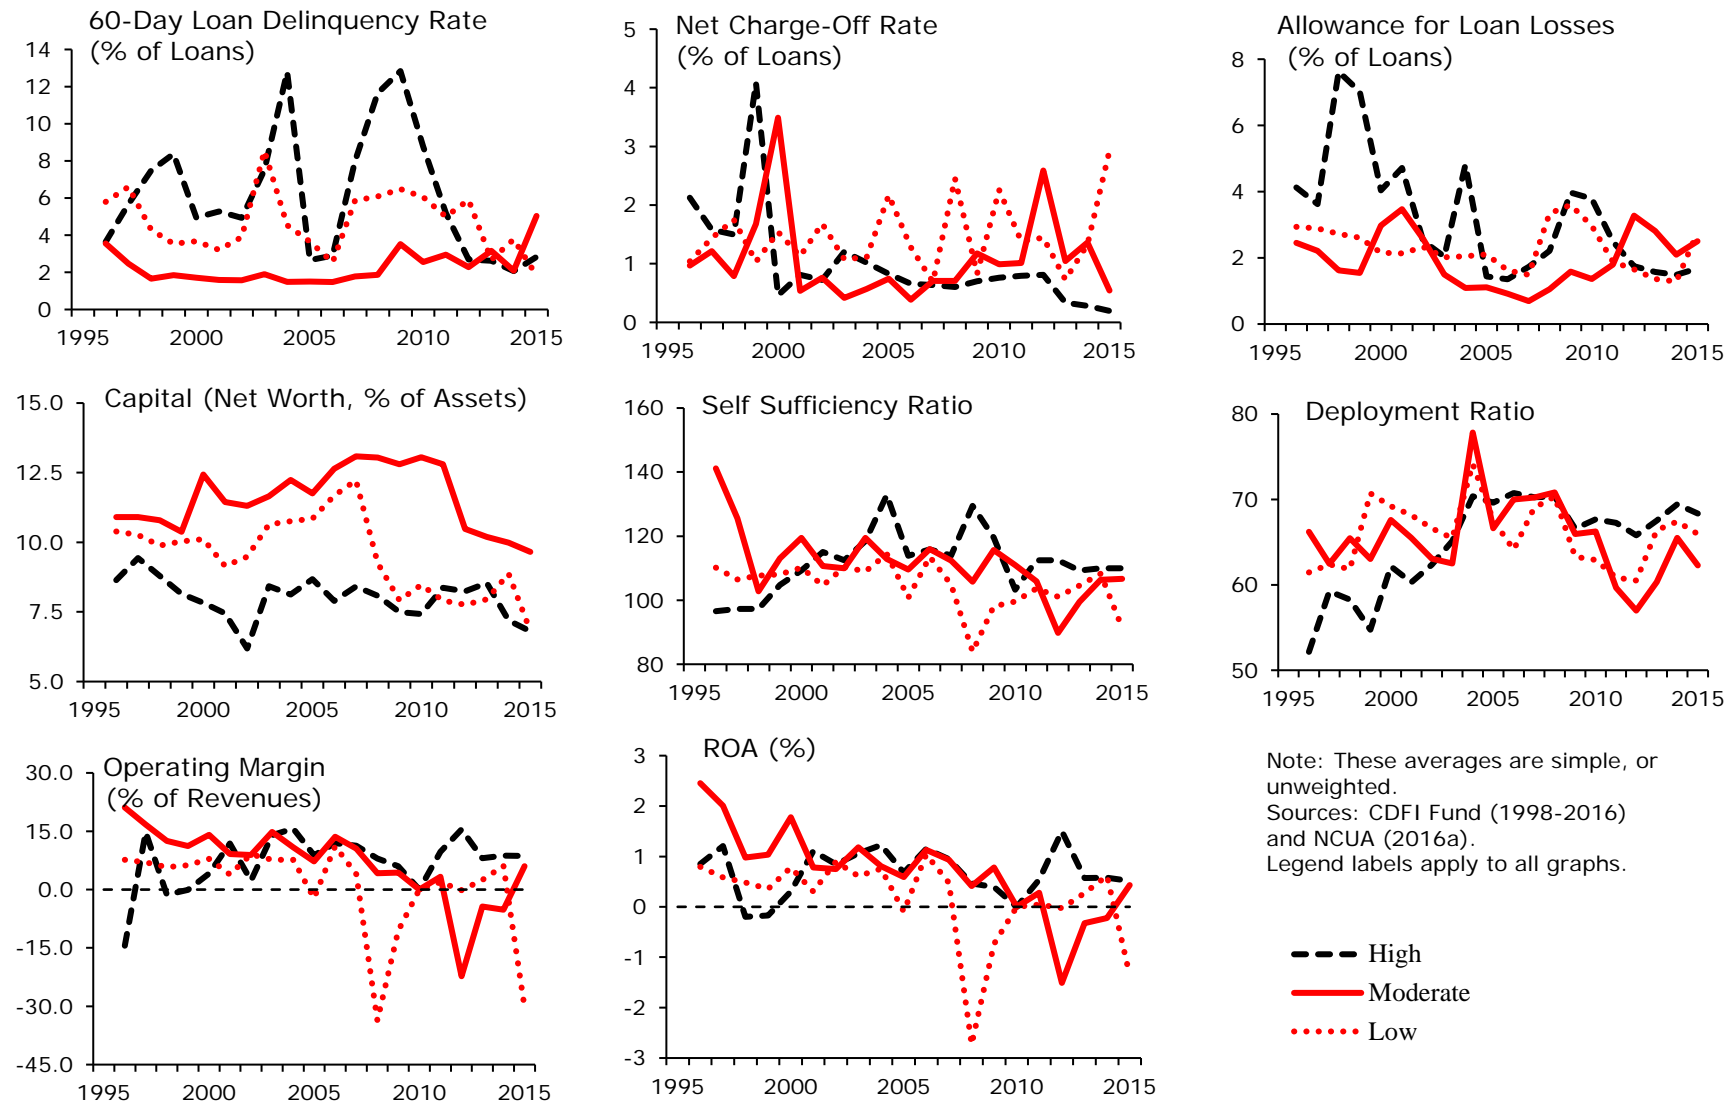 60-Day Loan Delinquency Rate
(% of Loans)
14
12
10
8
6
4
2
0
1995 2000 2005 2010 2015
Net Charge-Off Rate
(% of Loans)
5
4
3
2
1
0
1995 2000 2005 2010 2015
Allowance for Loan Losses
(% of Loans)
8
6
4
2
0
1995 2000 2005 2010 2015
Capital (Net Worth, % of Assets)
15.0
12.5
10.0
7.5
5.0
1995 2000 2005 2010 2015
Self Sufficiency Ratio
160
140
120
100
80
1995 2000 2005 2010 2015
Deployment Ratio
80
70
60
50
1995 2000 2005 2010 2015
Operating Margin
(% of Revenues)
30.0
15.0
0.0
-15.0
-30.0
-45.0
1995 2000 2005 2010 2015
ROA (%)
3
2
1
0
-1
-2
-3
1995 2000 2005 2010 2015
Note: These averages are simple, or
unweighted.
Sources: CDFI Fund (1998-2016)
and NCUA (2016a).
Legend labels apply to all graphs.
High
Moderate
Low